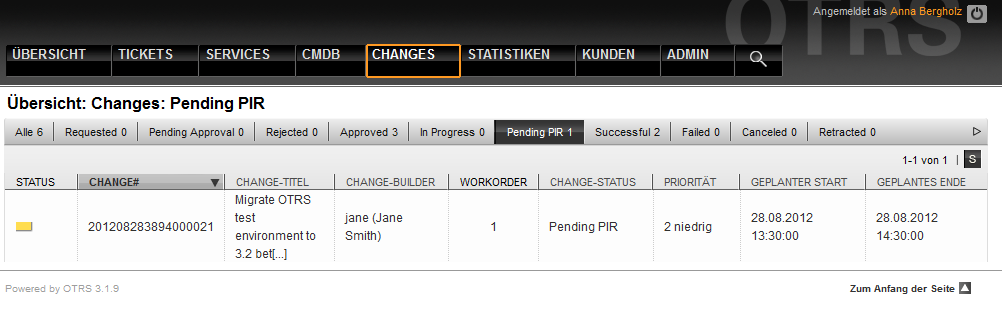 OTRS
Angemeldet als Anna Bergholz
ÜBERSICHT TICKETS SERVICES CMDB CHANGES STATISTIKEN KUNDEN ADMIN
Übersicht: Changes: Pending PIR
Alle 6 Requested 0 Pending Approval 0 Rejected 0 Approved 3 In Progress 0 Pending PIR 1 Successful 2 Failed 0 Canceled 0 Retracted 0
1-1 von 1 | S
STATUS CHANGE# CHANGE-TITEL CHANGE-BUILDER WORKORDER CHANGE-STATUS PRIORITÄT GEPLANTER START GEPLANTES ENDE
201208283894000021
Migrate OTRS
test
environment to
3.2 bet[...]
jane (Jane
Smith)
1
Pending PIR
2 niedrig
28.08.2012
13:30:00
28.08.2012
14:30:00
Powered by OTRS 3.1.9
Zum Anfang der Seite